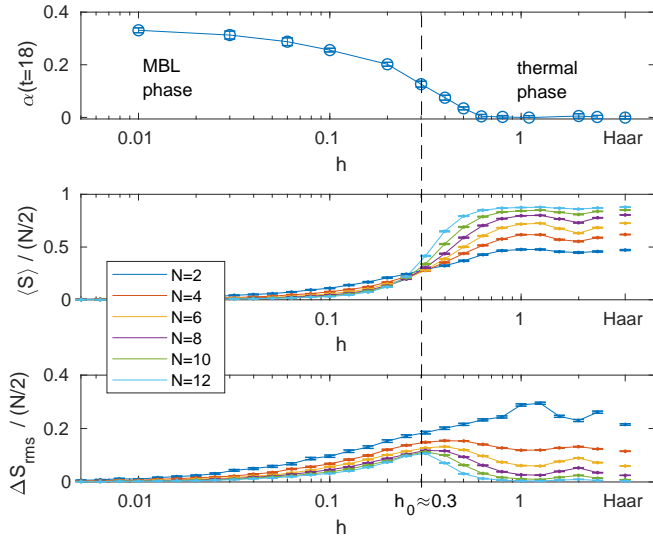 0.4
0.2
0
α(t=18)
MBL
phase
thermal
phase
0.01
0.1
1
Haar
h
1
0.5
0
⟨S⟩ / (N/2)
0.1
1
Haar
h
N=2
N=4
N=6
N=8
N=10
N=12
0.4
0.2
0
ΔS_rms / (N/2)
0.01
0.1
h₀≈0.3
1
Haar
h